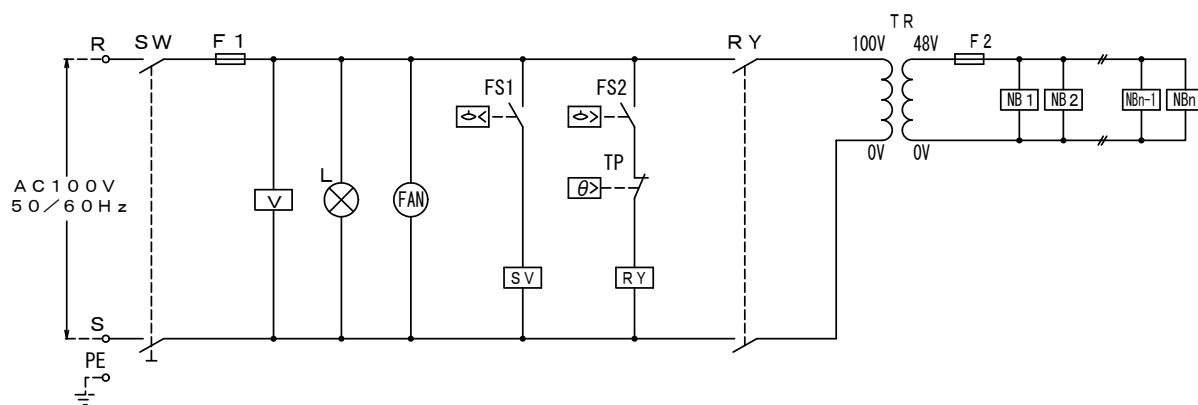 TR
R SW F1 RY 100V 48V F2
FS1 FS2 NB1 NB2 NBn-1 NBn
TP 0V 0V
θ>
AC100V
50/60Hz
V L FAN
SV RY
S
PE